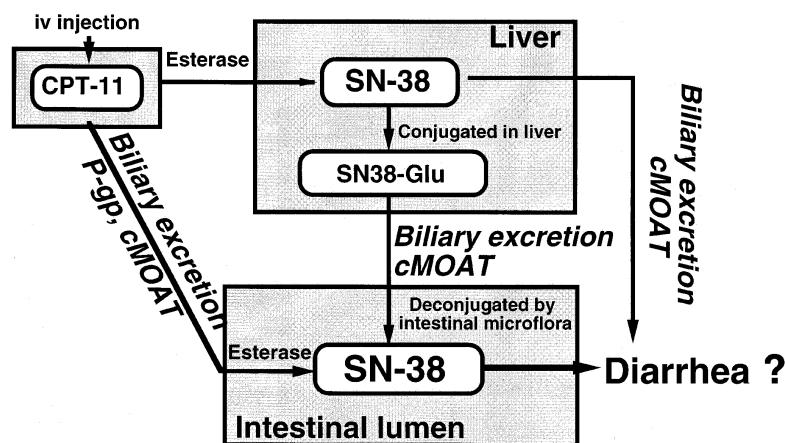 iv injection
CPT-11
Esterase
Liver
SN-38
Conjugated in liver
SN38-Glu
Biliary excretion
P-gp, cMOAT
Biliary excretion
cMOAT
Biliary excretion
cMOAT
Deconjugated by
intestinal microflora
Esterase
SN-38
Diarrhea ?
Intestinal lumen